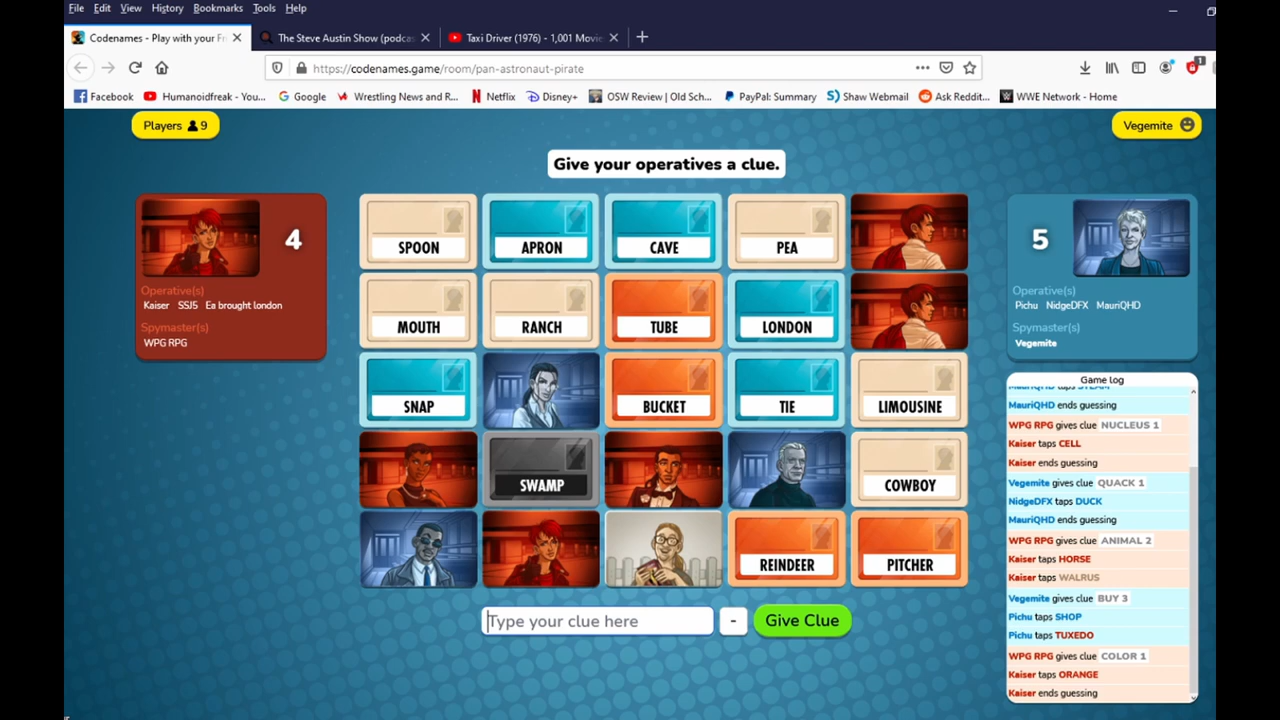 File Edit View History Bookmarks Tools Help
Codenames - Play with your Fr
The Steve Austin Show (podcas
Taxi Driver (1976) - 1,001 Movie
https://codenames.game/room/pan-astronaut-pirate
1
Facebook Humanoidfreak - You... Google Wrestling News and R... Netflix Disney+ OSW Review | Old Sch... PayPal: Summary Shaw Webmail Ask Reddit... WWE Network - Home
Players 9
Vegemite
Give your operatives a clue.
4
Operative(s)
Kaiser SSJ5 Ea brought london
Spymaster(s)
WPG RPG
SPOON APRON CAVE PEA
MOUTH RANCH TUBE LONDON
SNAP BUCKET TIE LIMOUSINE
SWAMP COWBOY
REINDEER PITCHER
Type your clue here - Give Clue
5
Operative(s)
Pichu NidgeDFX MauriQHD
Spymaster(s)
Vegemite
Game log
MauriQHD taps STEAM
MauriQHD ends guessing
WPG RPG gives clue NUCLEUS 1
Kaiser taps CELL
Kaiser ends guessing
Vegemite gives clue QUACK 1
NidgeDFX taps DUCK
MauriQHD ends guessing
WPG RPG gives clue ANIMAL 2
Kaiser taps HORSE
Kaiser taps WALRUS
Vegemite gives clue BUY 3
Pichu taps SHOP
Pichu taps TUXEDO
WPG RPG gives clue COLOR 1
Kaiser taps ORANGE
Kaiser ends guessing